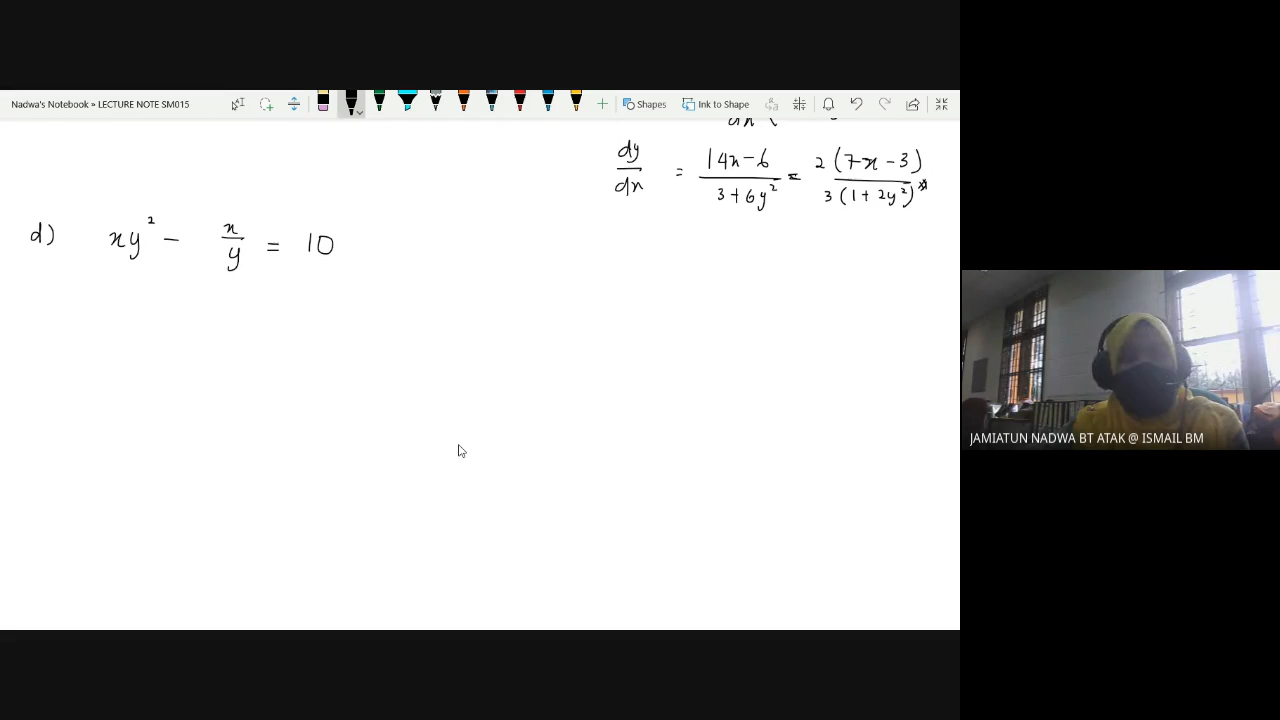 Nadwa's Notebook » LECTURE NOTE SM015
Shapes
Ink to Shape
dy/dx = (14x-6)/(3+6y²) = 2(7x-3)/3(1+2y²)
d) xy² - x/y = 10
JAMIATUN NADWA BT ATAK @ ISMAIL BM